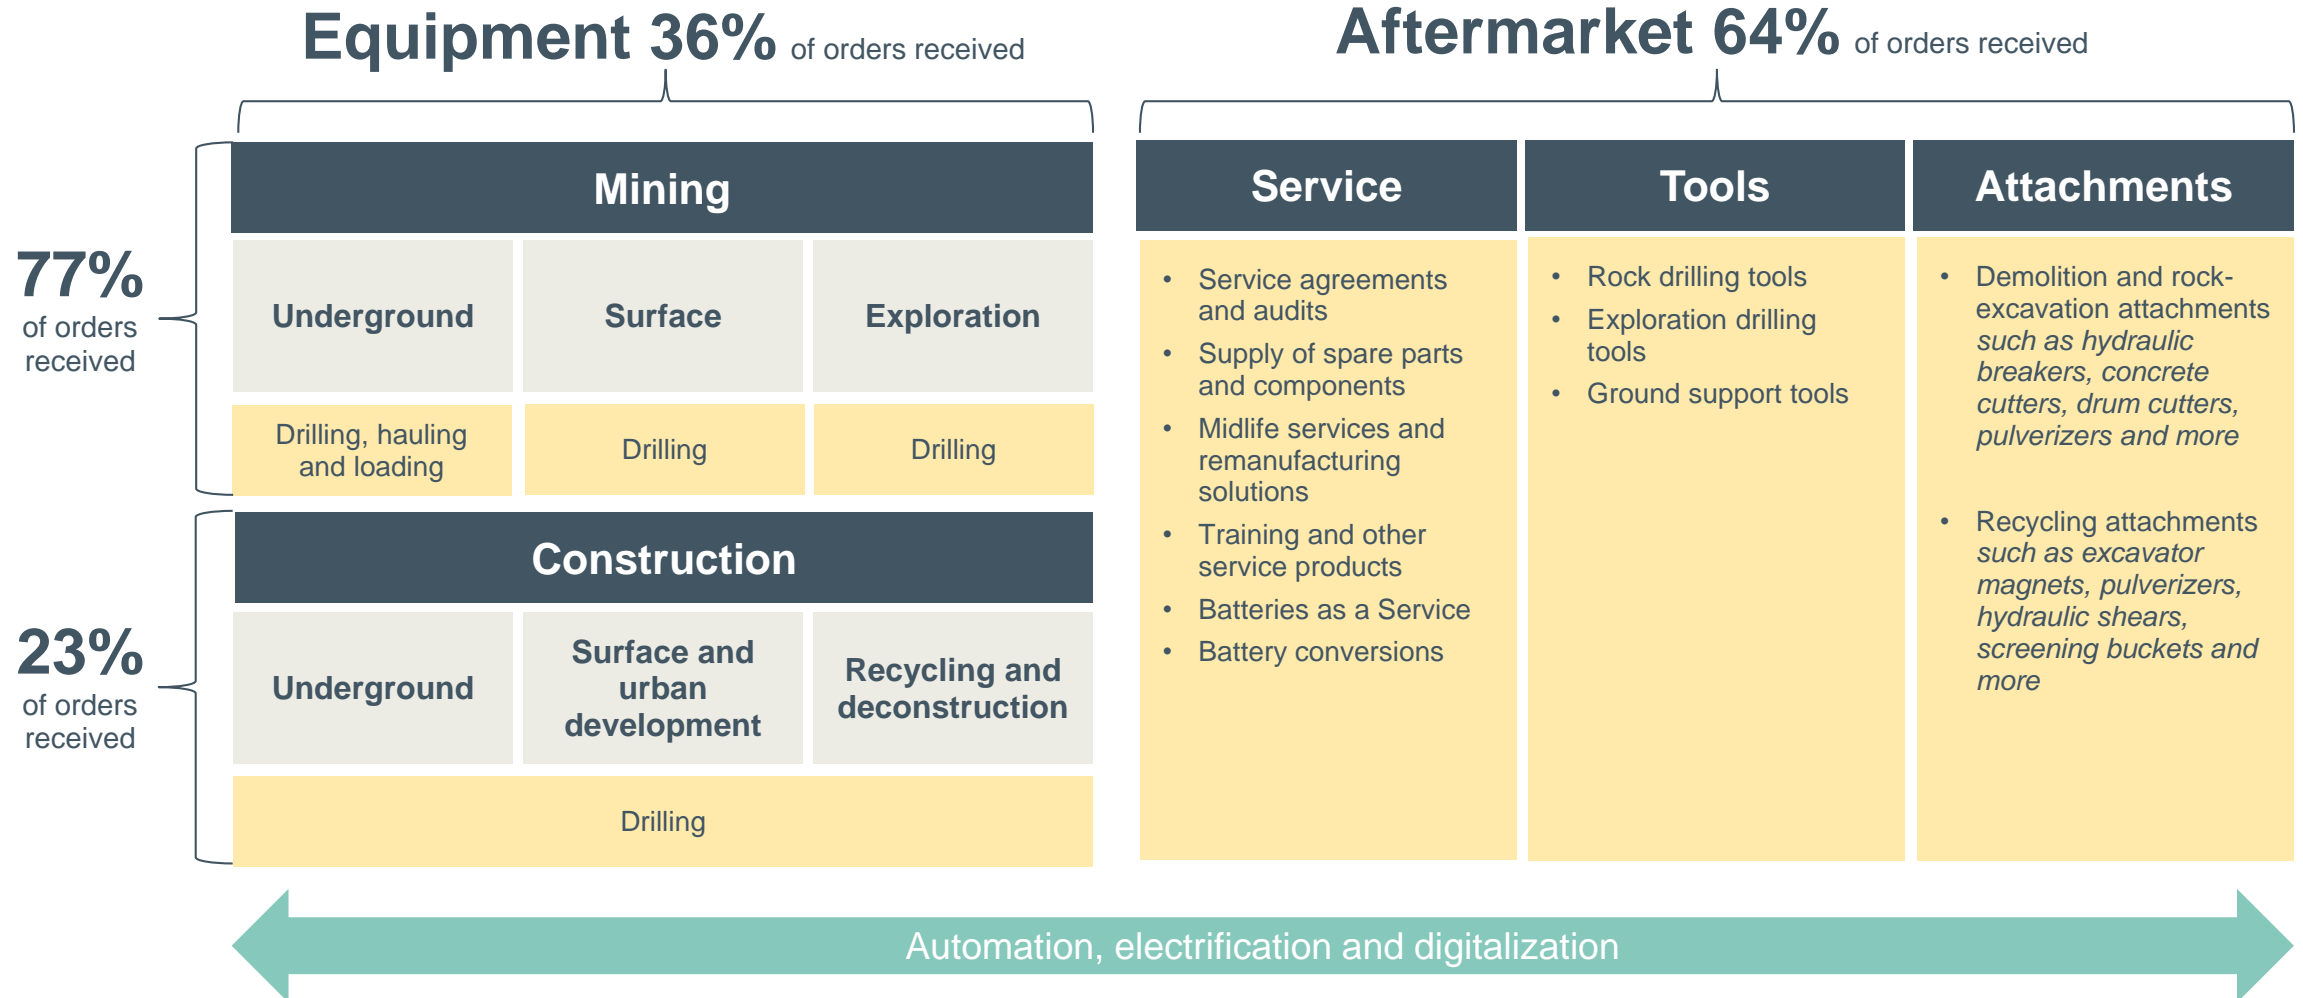 Equipment 36% of orders received
Aftermarket 64% of orders received
77%
of orders
received
Mining
Underground
Surface
Exploration
Drilling, hauling
and loading
Drilling
Drilling
23%
of orders
received
Construction
Underground
Surface and
urban
development
Recycling and
deconstruction
Drilling
Service
• Service agreements
and audits
• Supply of spare parts
and components
• Midlife services and
remanufacturing
solutions
• Training and other
service products
• Batteries as a Service
• Battery conversions
Tools
• Rock drilling tools
• Exploration drilling
tools
• Ground support tools
Attachments
• Demolition and rock-
excavation attachments
such as hydraulic
breakers, concrete
cutters, drum cutters,
pulverizers and more
• Recycling attachments
such as excavator
magnets, pulverizers,
hydraulic shears,
screening buckets and
more
Automation, electrification and digitalization